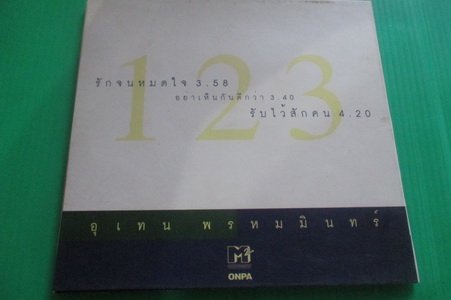 123
รักจนหมดใจ 3.58
อย่าเห็นกันดีกว่า 3.40
รับไว้สักคน 4.20
อุเทน พรหมมินทร์
M
ONPA